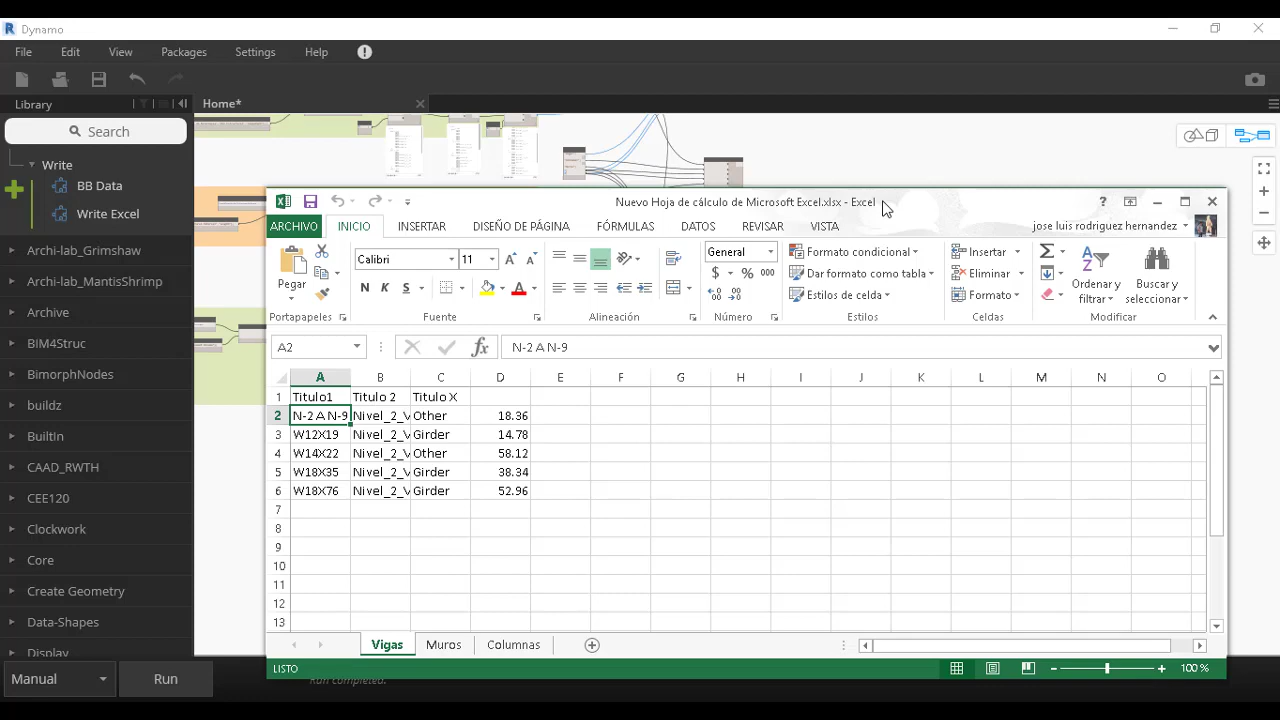 Dynamo
File Edit View Packages Settings Help
Library
Home*
Search
Write
BB Data
Write Excel
Archi-lab_Grimshaw
Archi-lab_MantisShrimp
Archive
BIM4Struc
BimorphNodes
buildz
BuiltIn
CAAD_RWTH
CEE120
Clockwork
Core
Create Geometry
Data-Shapes
Display
Manual
Run
Run completed.
Nuevo Hoja de cálculo de Microsoft Excel.xlsx - Excel
?
ARCHIVO INICIO INSERTAR DISEÑO DE PÁGINA FÓRMULAS DATOS REVISAR VISTA
jose luis rodriguez hernandez
Pegar
Portapapeles
Calibri 11
N K S
A
Fuente
Alineación
General
$ % 000
Número
Formato condicional
Dar formato como tabla
Estilos de celda
Estilos
Insertar
Eliminar
Formato
Celdas
Ordenar y
filtrar
Buscar y
seleccionar
Modificar
A2
fx
N-2 A N-9
A B C D E F G H I J K L M N O
1 Titulo1 Titulo 2 Titulo X
2 N-2 A N-9 Nivel_2_V Other 18.36
3 W12X19 Nivel_2_V Girder 14.78
4 W14X22 Nivel_2_V Other 58.12
5 W18X35 Nivel_2_V Girder 38.34
6 W18X76 Nivel_2_V Girder 52.96
7
8
9
10
11
12
13
Vigas Muros Columnas
LISTO
100 %